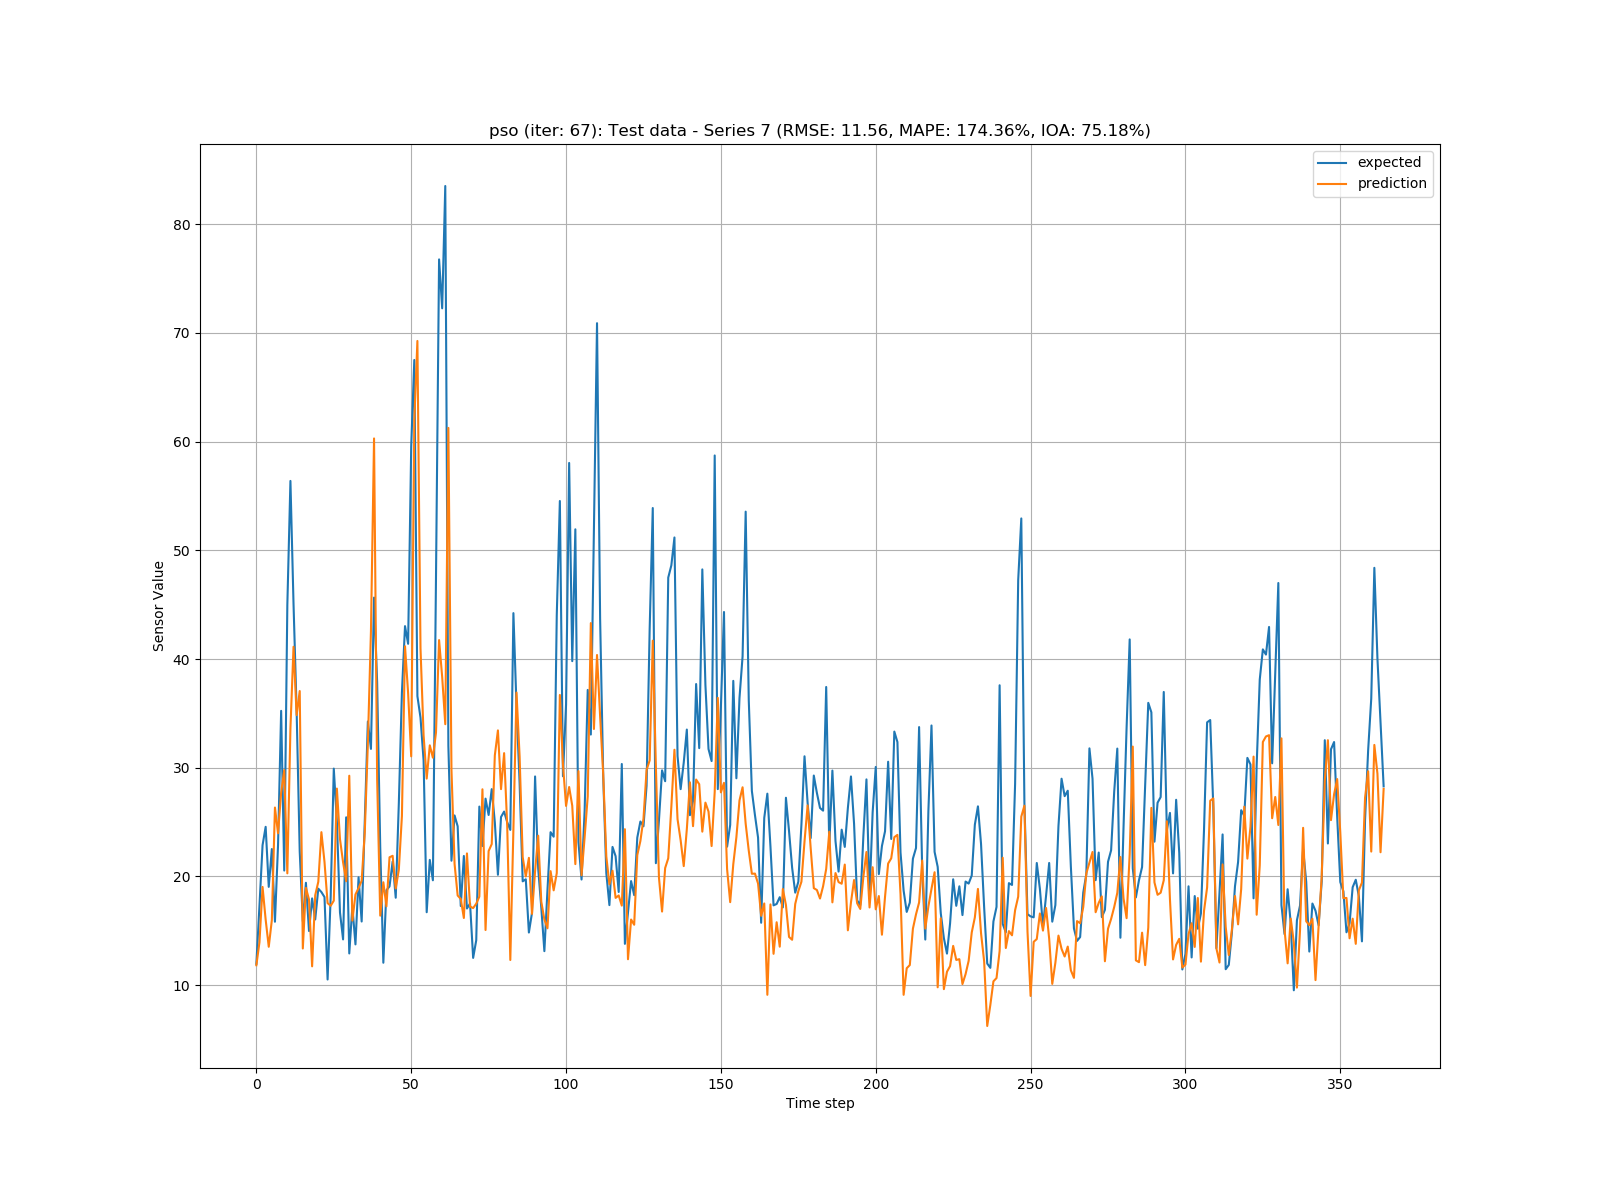 pso (iter: 67): Test data - Series 7 (RMSE: 11.56, MAPE: 174.36%, IOA: 75.18%)
expected
prediction
80
70
60
50
40
30
20
10
Sensor Value
0 50 100 150 200 250 300 350
Time step